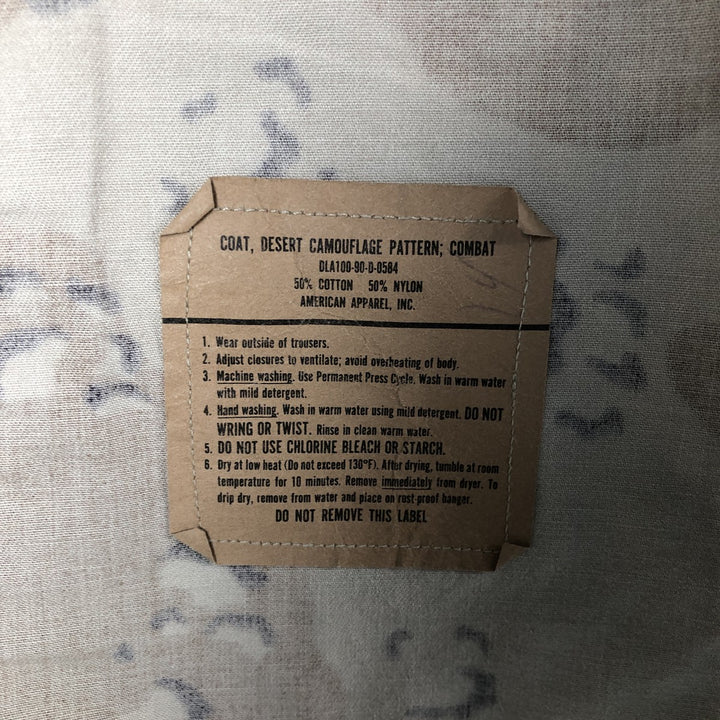 COAT, DESERT CAMOUFLAGE PATTERN; COMBAT
DLA100-90-D-0584
50% COTTON 50% NYLON
AMERICAN APPAREL, INC.
1. Wear outside of trousers.
2. Adjust closures to ventilate; avoid overheating of body.
3. Machine washing. Use Permanent Press Cycle. Wash in warm water
with mild detergent.
4. Hand washing. Wash in warm water using mild detergent. DO NOT
WRING OR TWIST. Rinse in clean warm water.
5. DO NOT USE CHLORINE BLEACH OR STARCH.
6. Dry at low heat (Do not exceed 130°F). After drying, tumble at room
temperature for 10 minutes. Remove immediately from dryer. To
drip dry, remove from water and place on rust-proof hanger.
DO NOT REMOVE THIS LABEL